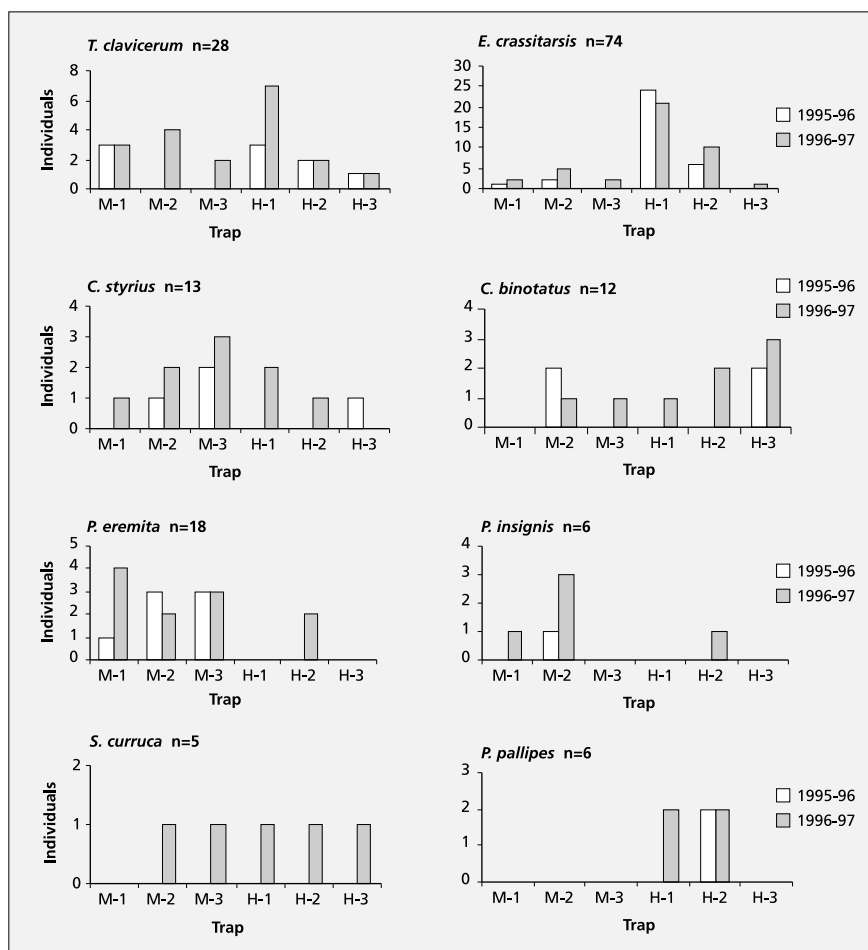 T. clavicerum n=28
Individuals
8
6
4
2
0
M-1 M-2 M-3 H-1 H-2 H-3
Trap
E. crassitarsis n=74
30
25
20
15
10
5
0
M-1 M-2 M-3 H-1 H-2 H-3
Trap
1995-96
1996-97
C. styrius n=13
Individuals
4
3
2
1
0
M-1 M-2 M-3 H-1 H-2 H-3
Trap
C. binotatus n=12
4
3
2
1
0
M-1 M-2 M-3 H-1 H-2 H-3
Trap
1995-96
1996-97
P. eremita n=18
Individuals
5
4
3
2
1
0
M-1 M-2 M-3 H-1 H-2 H-3
Trap
P. insignis n=6
4
3
2
1
0
M-1 M-2 M-3 H-1 H-2 H-3
Trap
1995-96
1996-97
S. curruca n=5
Individuals
2
1
0
M-1 M-2 M-3 H-1 H-2 H-3
Trap
P. pallipes n=6
3
2
1
0
M-1 M-2 M-3 H-1 H-2 H-3
Trap
1995-96
1996-97